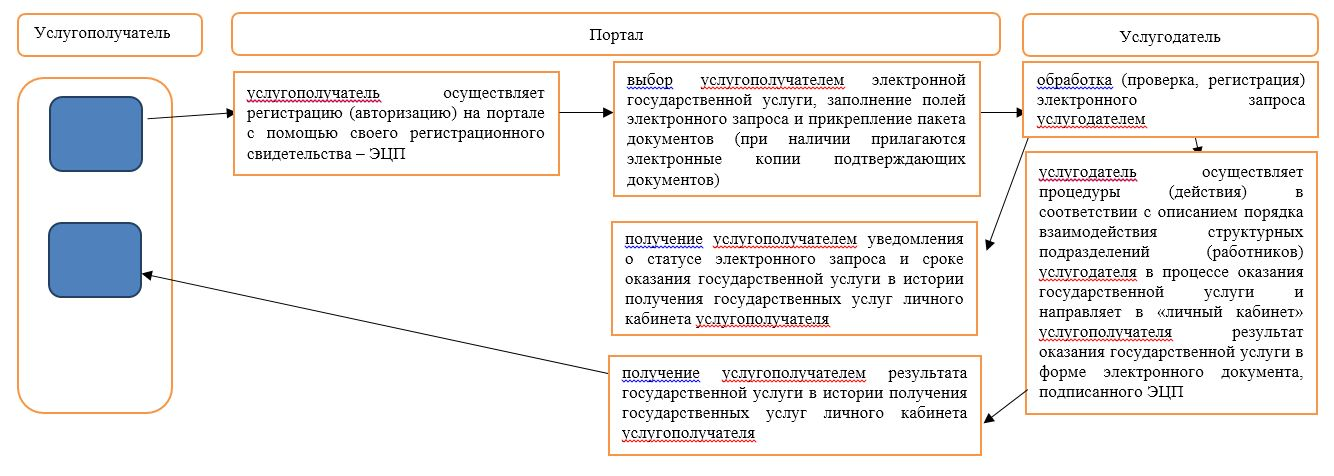 Услугополучатель
Портал
Услугодатель
услугополучатель осуществляет
регистрацию (авторизацию) на портале
с помощью своего регистрационного
свидетельства – ЭЦП
выбор услугополучателем электронной
государственной услуги, заполнение полей
электронного запроса и прикрепление пакета
документов (при наличии прилагаются
электронные копии подтверждающих
документов)
обработка (проверка, регистрация)
электронного запроса
услугодателем
услугодатель осуществляет
процедуры (действия) в
соответствии с описанием порядка
взаимодействия структурных
подразделений (работников)
услугодателя в процессе оказания
государственной услуги и
направляет в «личный кабинет»
услугополучателя результат
оказания государственной услуги в
форме электронного документа,
подписанного ЭЦП
получение услугополучателем уведомления
о статусе электронного запроса и сроке
оказания государственной услуги в истории
получения государственных услуг личного
кабинета услугополучателя
получение услугополучателем результата
государственной услуги в истории получения
государственных услуг личного кабинета
услугополучателя